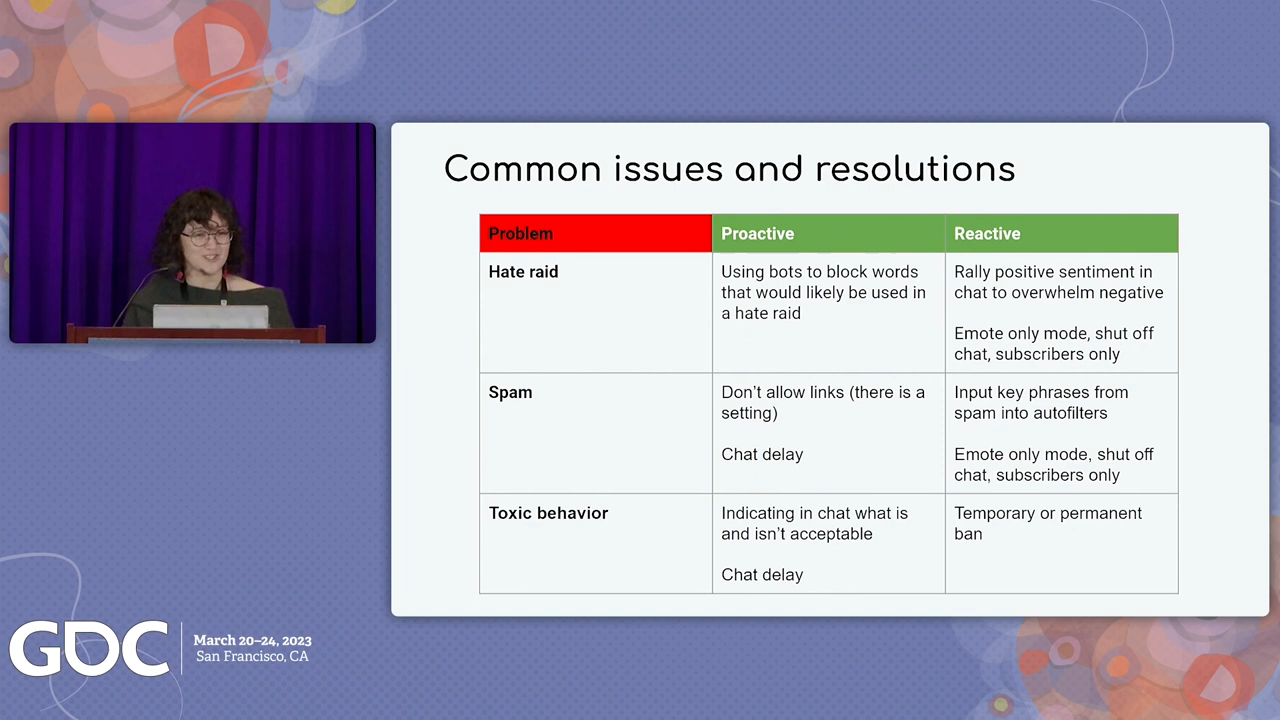 Common issues and resolutions
Problem
Proactive
Reactive
Hate raid
Using bots to block words
that would likely be used in
a hate raid
Rally positive sentiment in
chat to overwhelm negative
Emote only mode, shut off
chat, subscribers only
Spam
Don’t allow links (there is a
setting)
Chat delay
Input key phrases from
spam into autofilters
Emote only mode, shut off
chat, subscribers only
Toxic behavior
Indicating in chat what is
and isn’t acceptable
Chat delay
Temporary or permanent
ban
GDC
March 20–24, 2023
San Francisco, CA